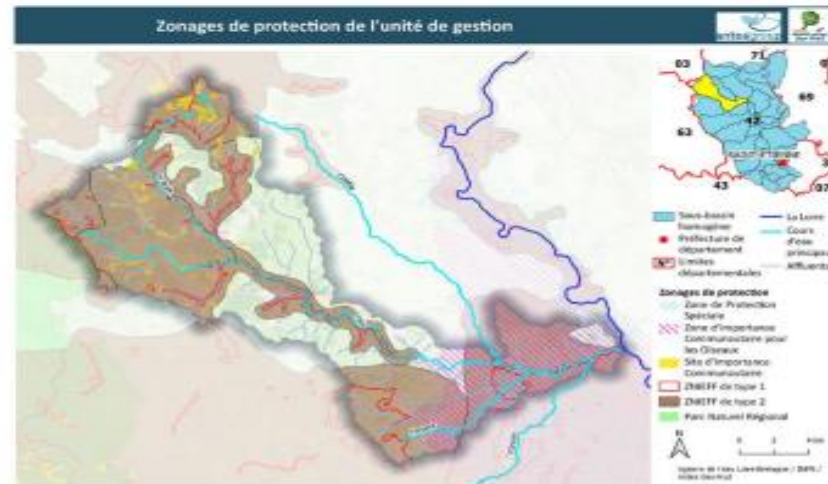 Zonages de protection de l'unité de gestion
71
03
69
42
63
43
Sous-bassin
homogène
Préfecture de
département
Limites
départementales
La Loire
Cours
d'eau
principaux
Affluents
Zonages de protection
Zone de Protection
Spéciale
Zone d'Importance
Communautaire pour
les Oiseaux
Site d'Importance
Communautaire
ZNIEFF de type 1
ZNIEFF de type 2
Parc Naturel Régional
N